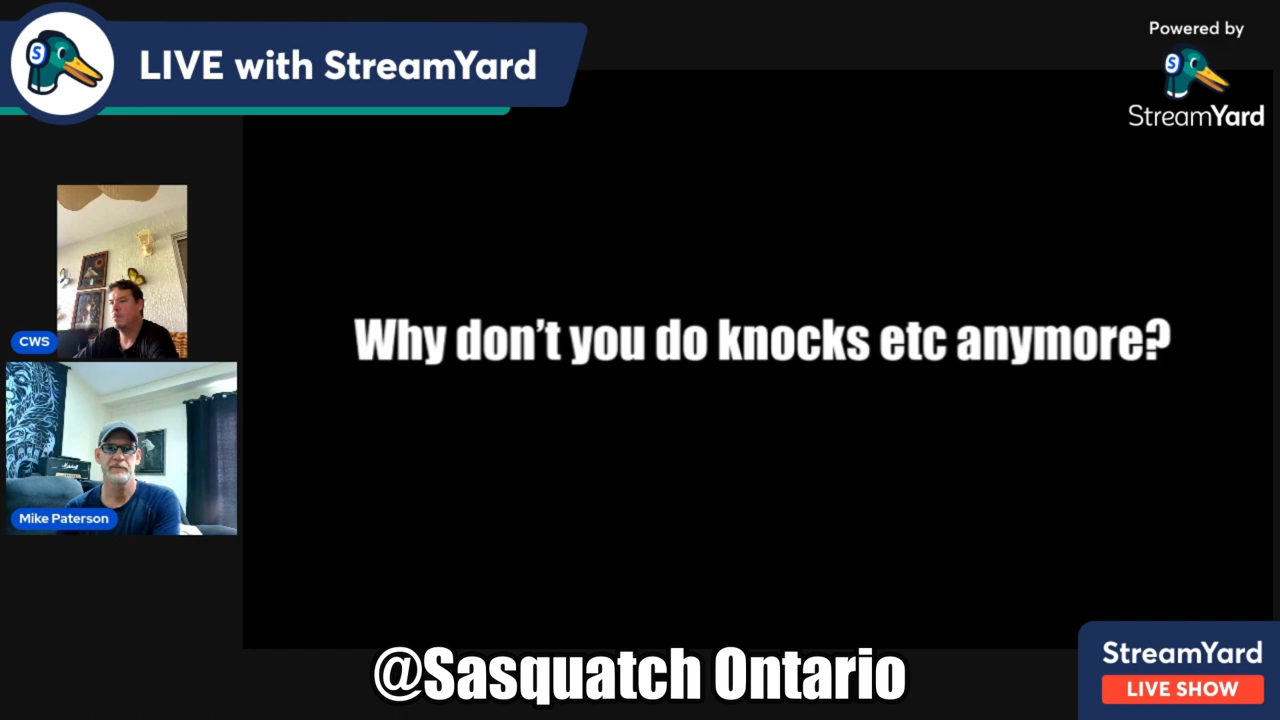 LIVE with StreamYard
Powered by
StreamYard
CWS
Why don't you do knocks etc anymore?
Mike Paterson
@Sasquatch Ontario
StreamYard
LIVE SHOW